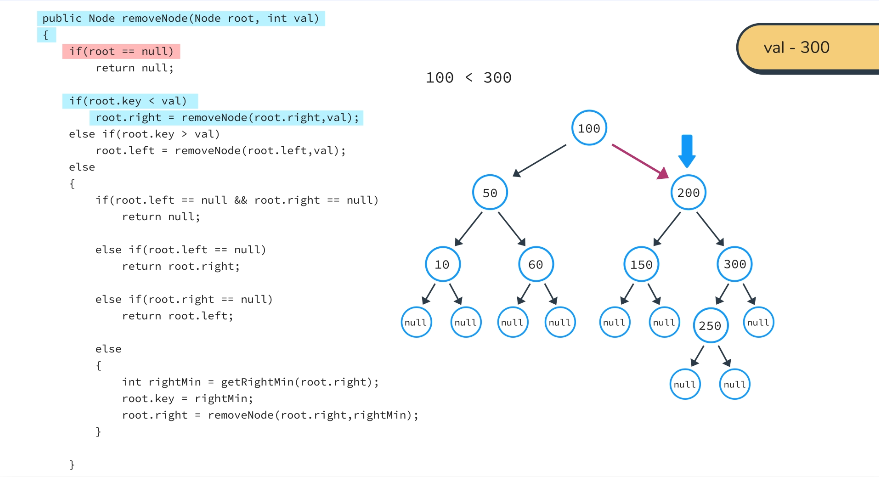 public Node removeNode(Node root, int val)
{
if(root == null)
return null;
if(root.key < val)
root.right = removeNode(root.right,val);
else if(root.key > val)
root.left = removeNode(root.left,val);
else
{
if(root.left == null && root.right == null)
return null;
else if(root.left == null)
return root.right;
else if(root.right == null)
return root.left;
else
{
int rightMin = getRightMin(root.right);
root.key = rightMin;
root.right = removeNode(root.right,rightMin);
}
}
val - 300
100 < 300
100
50
200
10
60
150
300
null
null
null
null
null
null
250
null
null
null